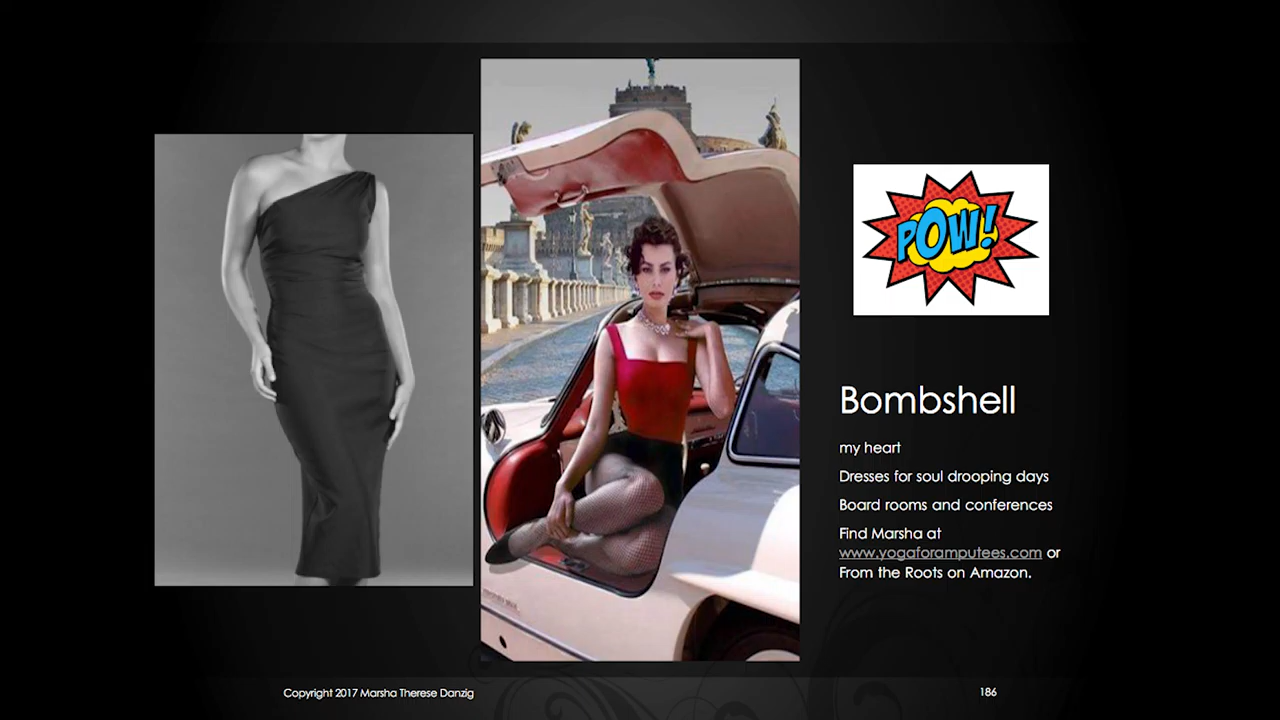 POW!
Bombshell
my heart
Dresses for soul drooping days
Board rooms and conferences
Find Marsha at
www.yogaforamputees.com or
From the Roots on Amazon.
Copyright 2017 Marsha Therese Danzig
186